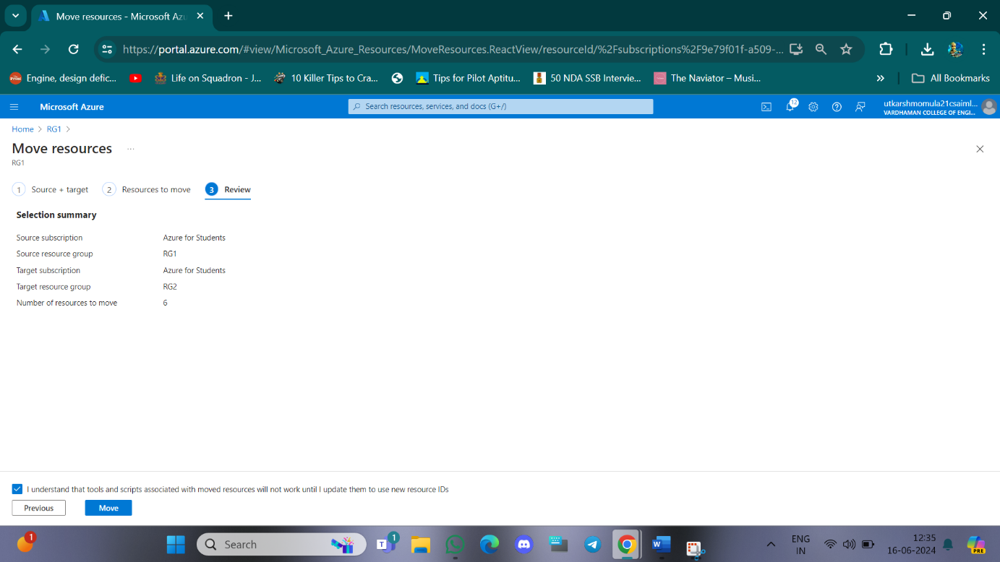 Move resources - Microsoft Azu
https://portal.azure.com/#view/Microsoft_Azure_Resources/MoveResources.ReactView/resourceId/%2Fsubscriptions%2F9e79f01f-a509-...
Engine, design defic... Life on Squadron - J... 10 Killer Tips to Cra... Tips for Pilot Aptitu... 50 NDA SSB Intervie... The Naviator – Musi... » All Bookmarks
Microsoft Azure
Search resources, services, and docs (G+/)
12
utkarshmomula21csaiml...
VARDHAMAN COLLEGE OF ENGI...
Home > RG1 >
Move resources ...
RG1
1 Source + target 2 Resources to move 3 Review
Selection summary
Source subscription Azure for Students
Source resource group RG1
Target subscription Azure for Students
Target resource group RG2
Number of resources to move 6
I understand that tools and scripts associated with moved resources will not work until I update them to use new resource IDs
Previous Move
1
Search
T 1
W
ENG
IN
12:35
16-06-2024
PRE